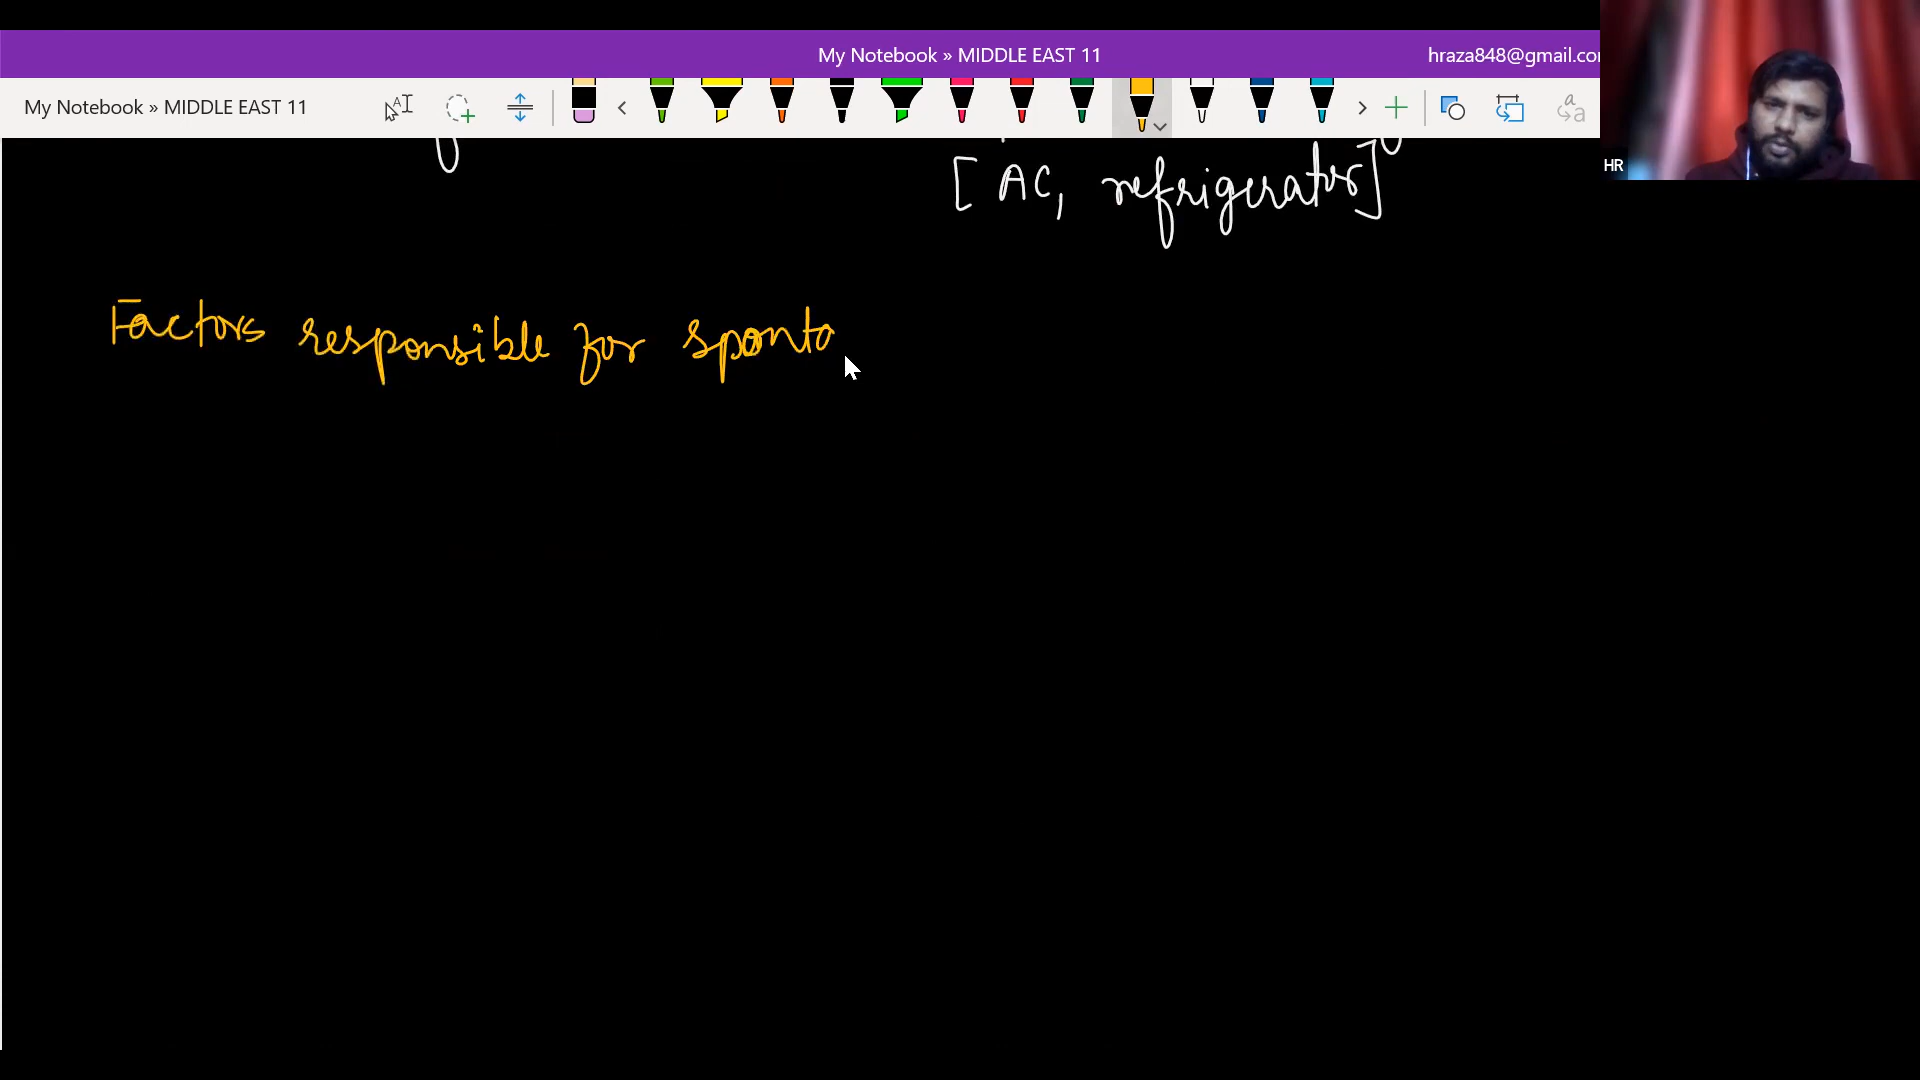 My Notebook » MIDDLE EAST 11
hraza848@gmail.co
My Notebook » MIDDLE EAST 11
HR
[AC, refrigerator]
Factors responsible for sponta